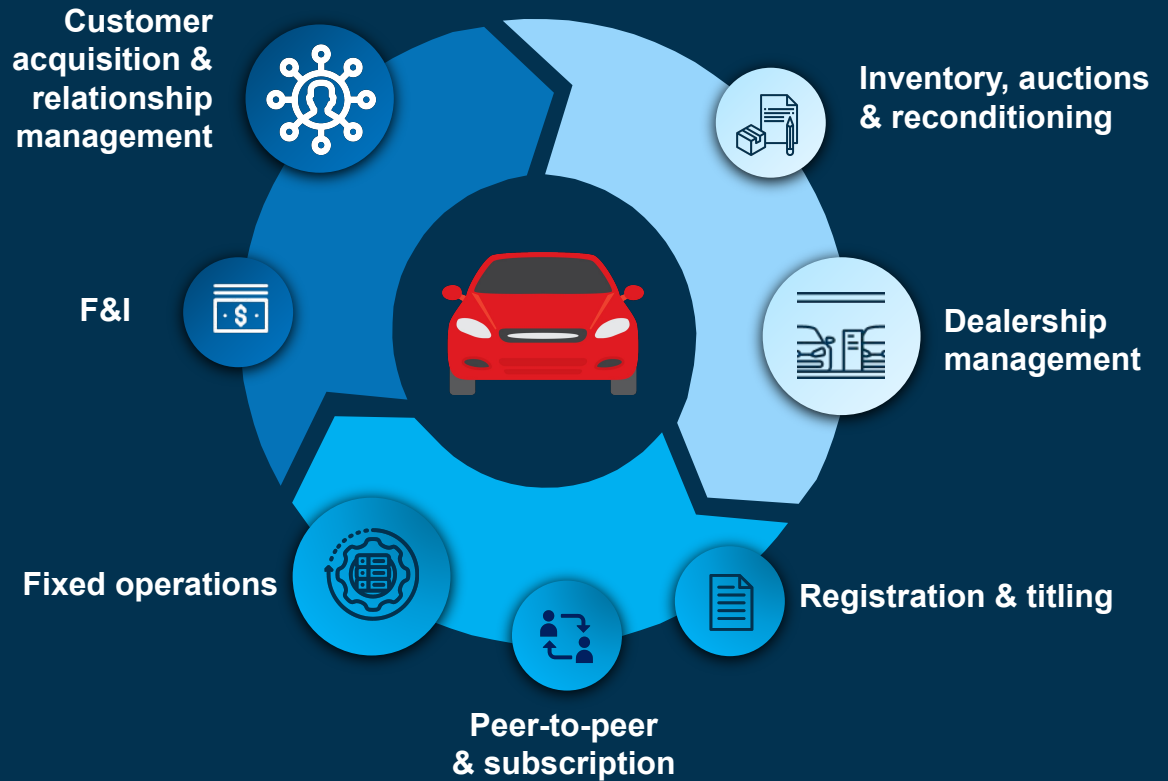 Customer
acquisition &
relationship
management
Inventory, auctions
& reconditioning
F&I
$
Dealership
management
Fixed operations
Registration & titling
Peer-to-peer
& subscription